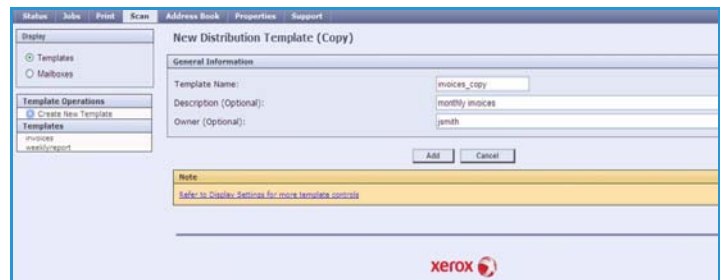 Status Jobs Print Scan Address Book Properties Support
Display
Templates
Mailboxes
Template Operations
Create New Template
Templates
invoices
weeklyreport
New Distribution Template (Copy)
General Information
Template Name: invoices_copy
Description (Optional): monthly invoices
Owner (Optional): jsmith
Add Cancel
Note
Refer to Display Settings for more template controls
xerox